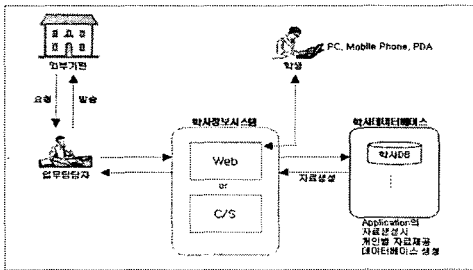 외부기관
학생
PC, Mobile Phone, PDA
요청
발송
업무담당자
학사정보시스템
Web
or
C/S
자료생성
학사데이터베이스
학사DB
Application의
자료생성시
개인별 자료제공
데이터베이스 생성